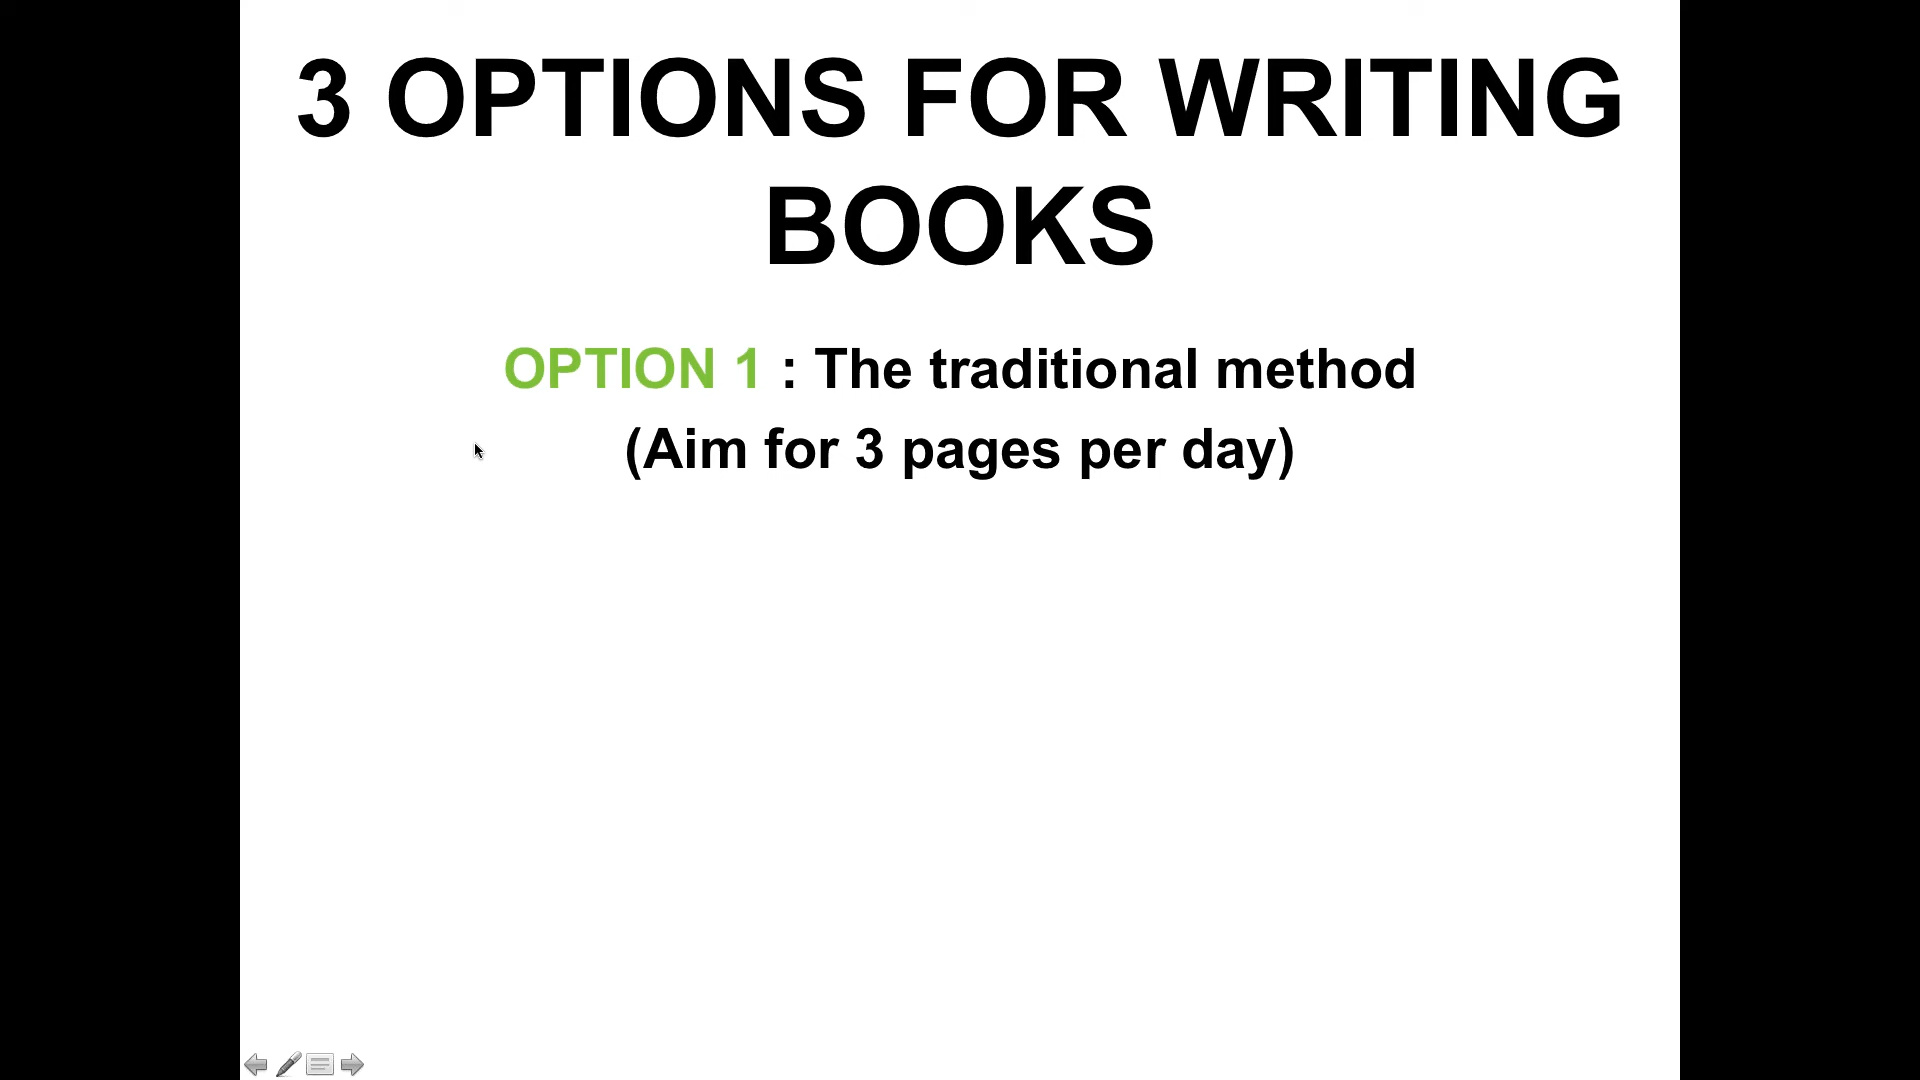 3 OPTIONS FOR WRITING
BOOKS
OPTION 1 : The traditional method
(Aim for 3 pages per day)